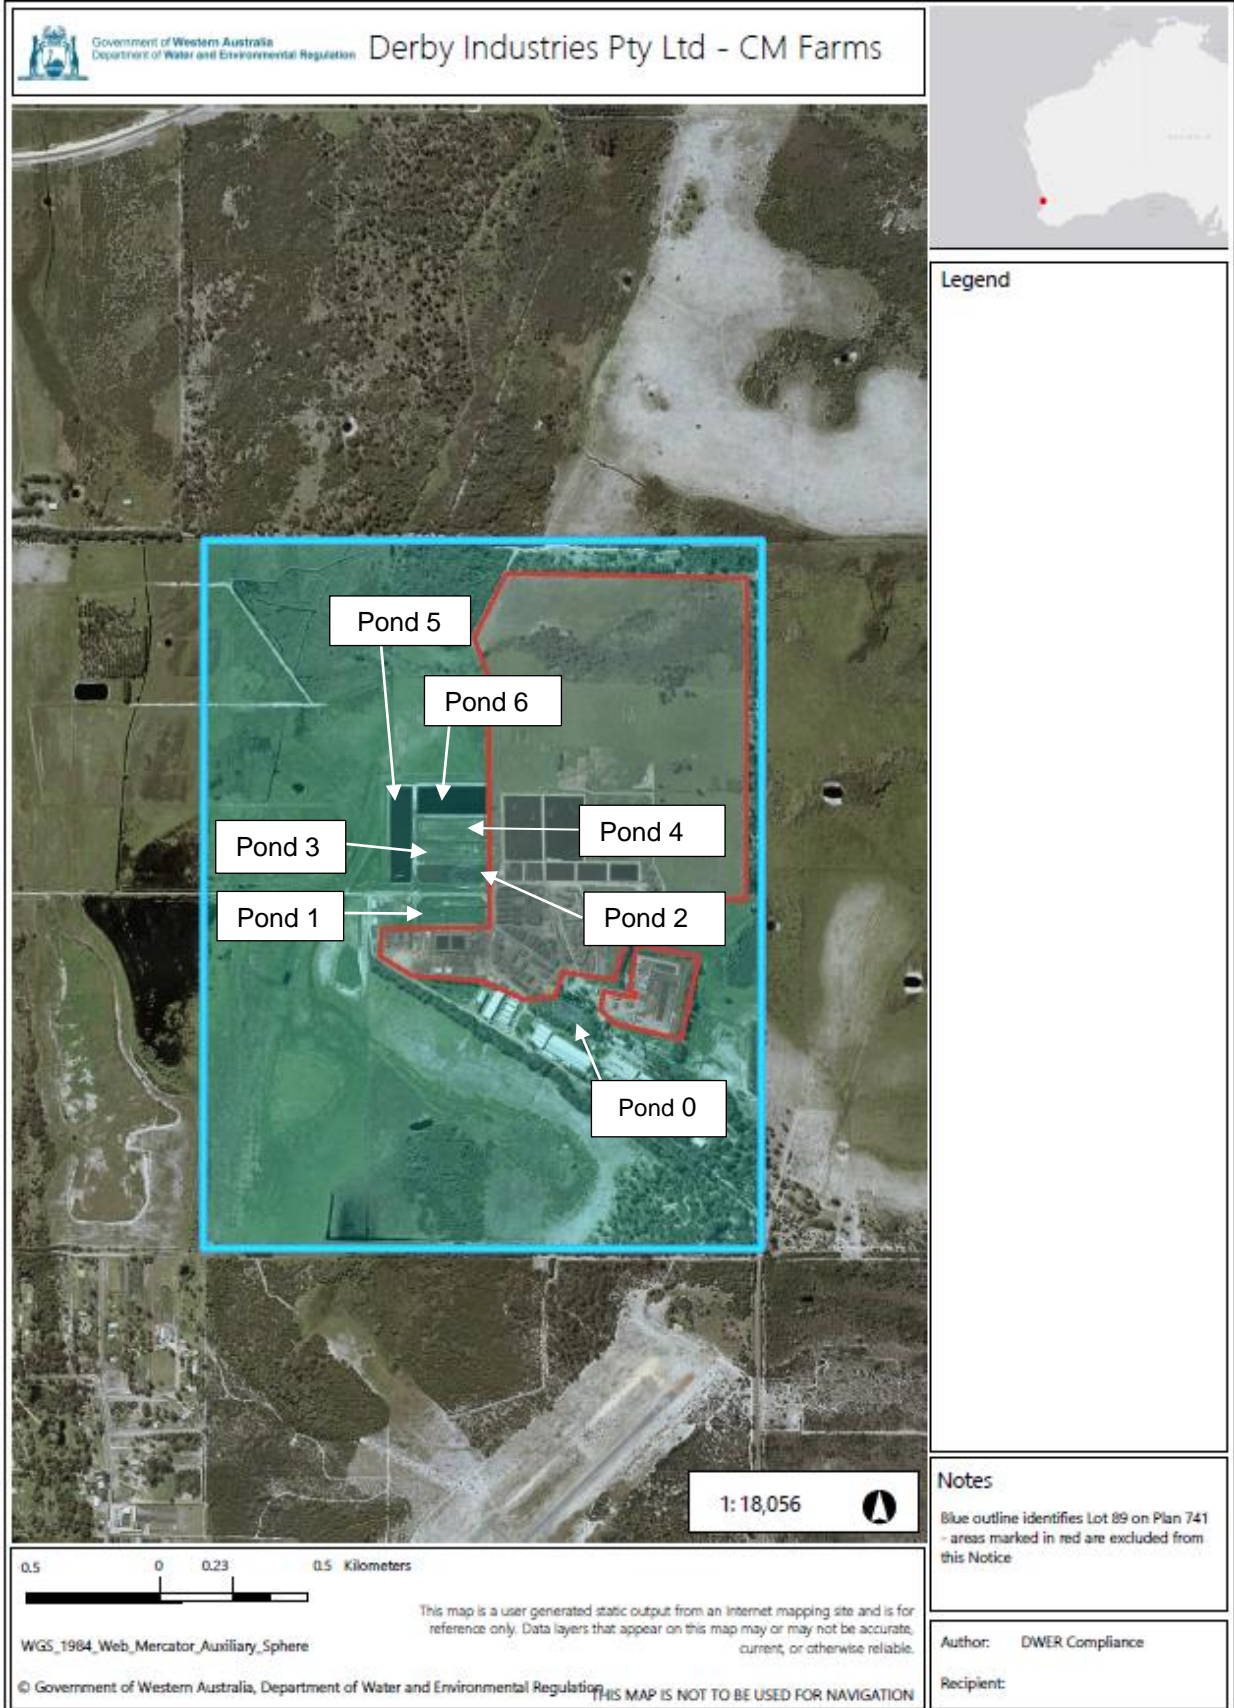 Government of Western Australia
Department of Water and Environmental Regulation
Derby Industries Pty Ltd - CM Farms
Legend
Pond 5
Pond 6
Pond 4
Pond 3
Pond 1
Pond 2
Pond 0
1: 18,056
Notes
Blue outline identifies Lot 89 on Plan 741
- areas marked in red are excluded from
this Notice
0.5 0 0.23 0.5 Kilometers
This map is a user generated static output from an Internet mapping site and is for
reference only. Data layers that appear on this map may or may not be accurate,
current, or otherwise reliable.
WGS_1984_Web_Mercator_Auxiliary_Sphere
© Government of Western Australia, Department of Water and Environmental Regulation
THIS MAP IS NOT TO BE USED FOR NAVIGATION
Author: DWER Compliance
Recipient: